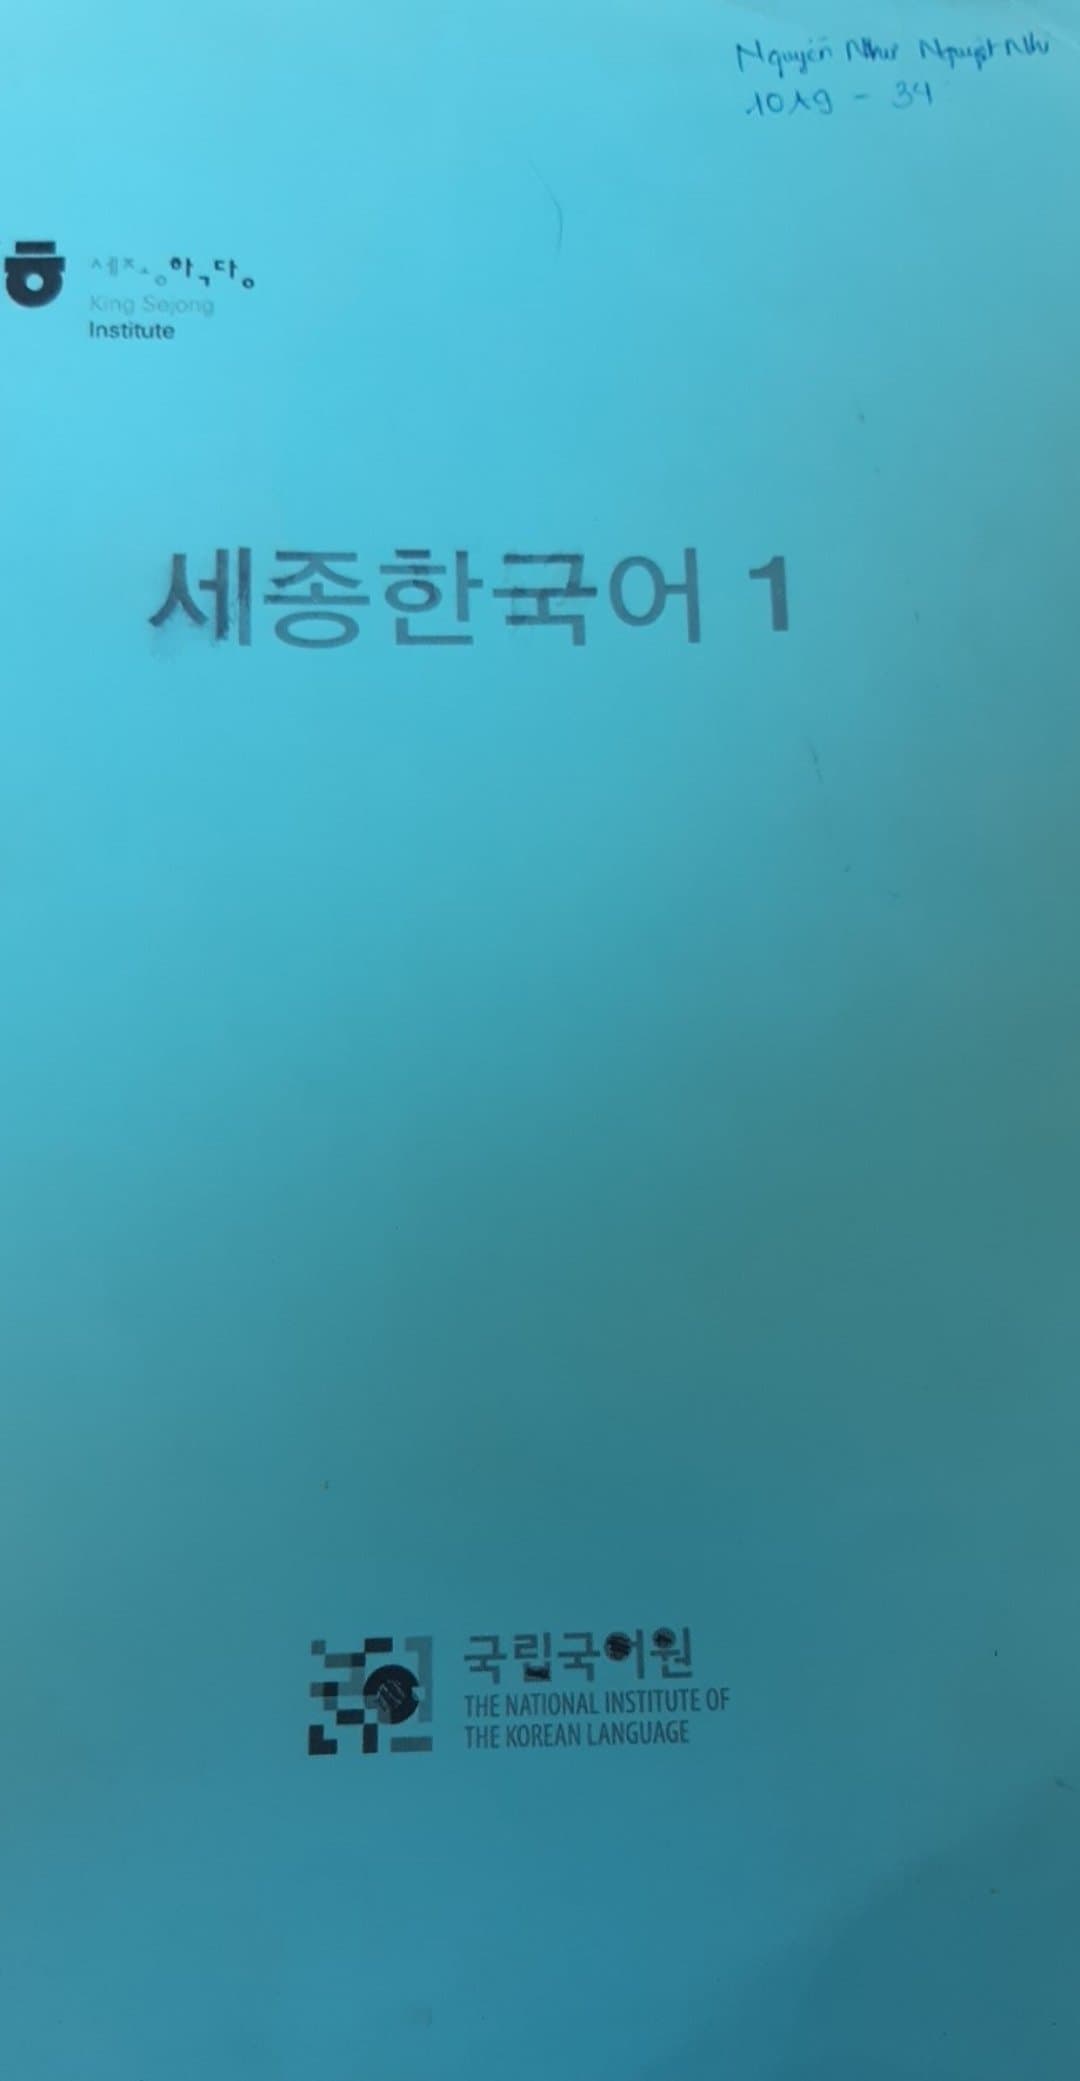 Nguyễn Như Nguyệt Nhi
10A9 - 34
세종학당
King Sejong
Institute
세종한국어 1
국립국어원
THE NATIONAL INSTITUTE OF
THE KOREAN LANGUAGE